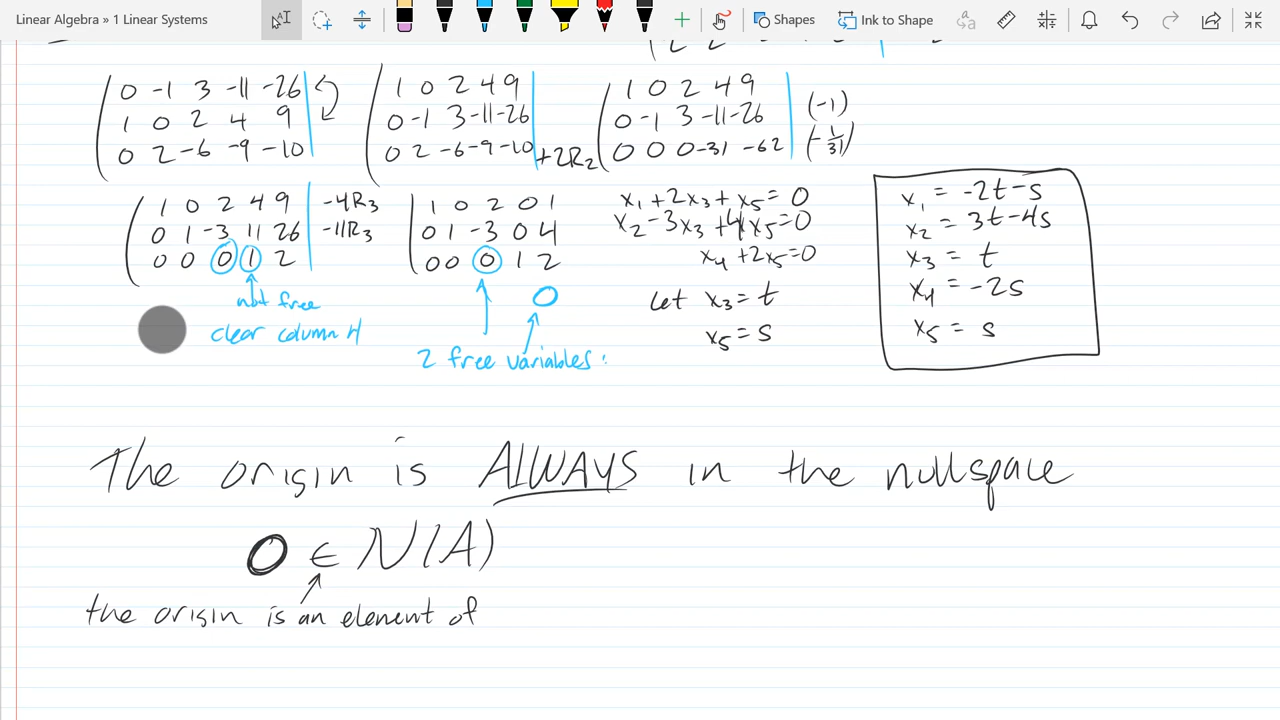 Linear Algebra » 1 Linear Systems
Shapes
Ink to Shape
0 -1 3 -11 -26
1 0 2 4 9
0 2 -6 -9 -10
1 0 2 4 9
0 -1 3 -11 -26
0 2 -6 -9 -10 +2R₂
1 0 2 4 9
0 -1 3 -11 -26 (-1)
0 0 0 -31 -62 (-1/31)
1 0 2 4 9 -4R₃
0 1 -3 11 26 -11R₃
0 0 0 1 2
not free
clear column 4
1 0 2 0 1
0 1 -3 0 4
0 0 0 1 2
0
2 free variables:
x₁ + 2x₃ + x₅ = 0
x₂ - 3x₃ + 4x₅ = 0
x₄ + 2x₅ = 0
Let x₃ = t
x₅ = s
x₁ = -2t - s
x₂ = 3t - 4s
x₃ = t
x₄ = -2s
x₅ = s
The origin is ALWAYS in the nullspace
0 ∈ N(A)
the origin is an element of